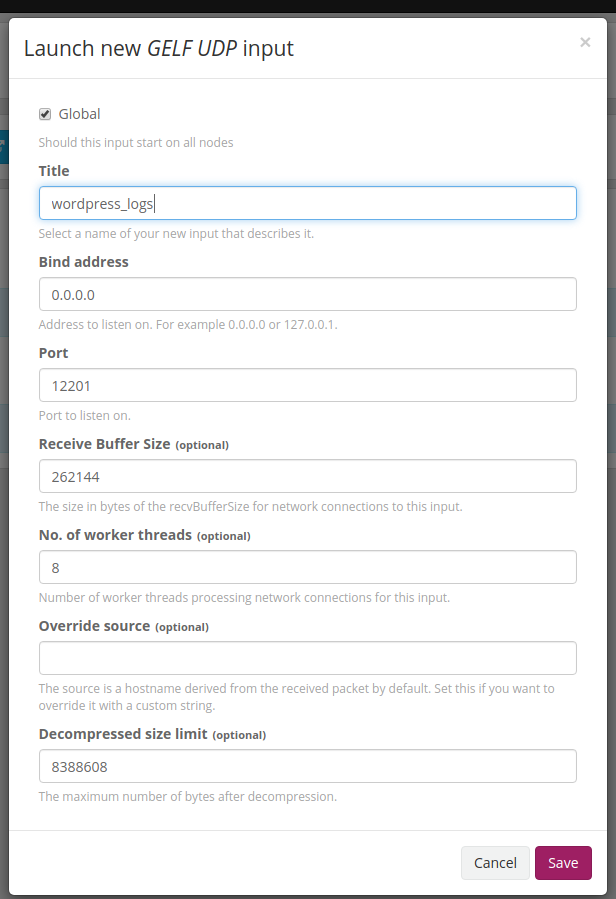 Launch new GELF UDP input
×
Global
Should this input start on all nodes
Title
wordpress_logs
Select a name of your new input that describes it.
Bind address
0.0.0.0
Address to listen on. For example 0.0.0.0 or 127.0.0.1.
Port
12201
Port to listen on.
Receive Buffer Size (optional)
262144
The size in bytes of the recvBufferSize for network connections to this input.
No. of worker threads (optional)
8
Number of worker threads processing network connections for this input.
Override source (optional)
The source is a hostname derived from the received packet by default. Set this if you want to
override it with a custom string.
Decompressed size limit (optional)
8388608
The maximum number of bytes after decompression.
Cancel Save